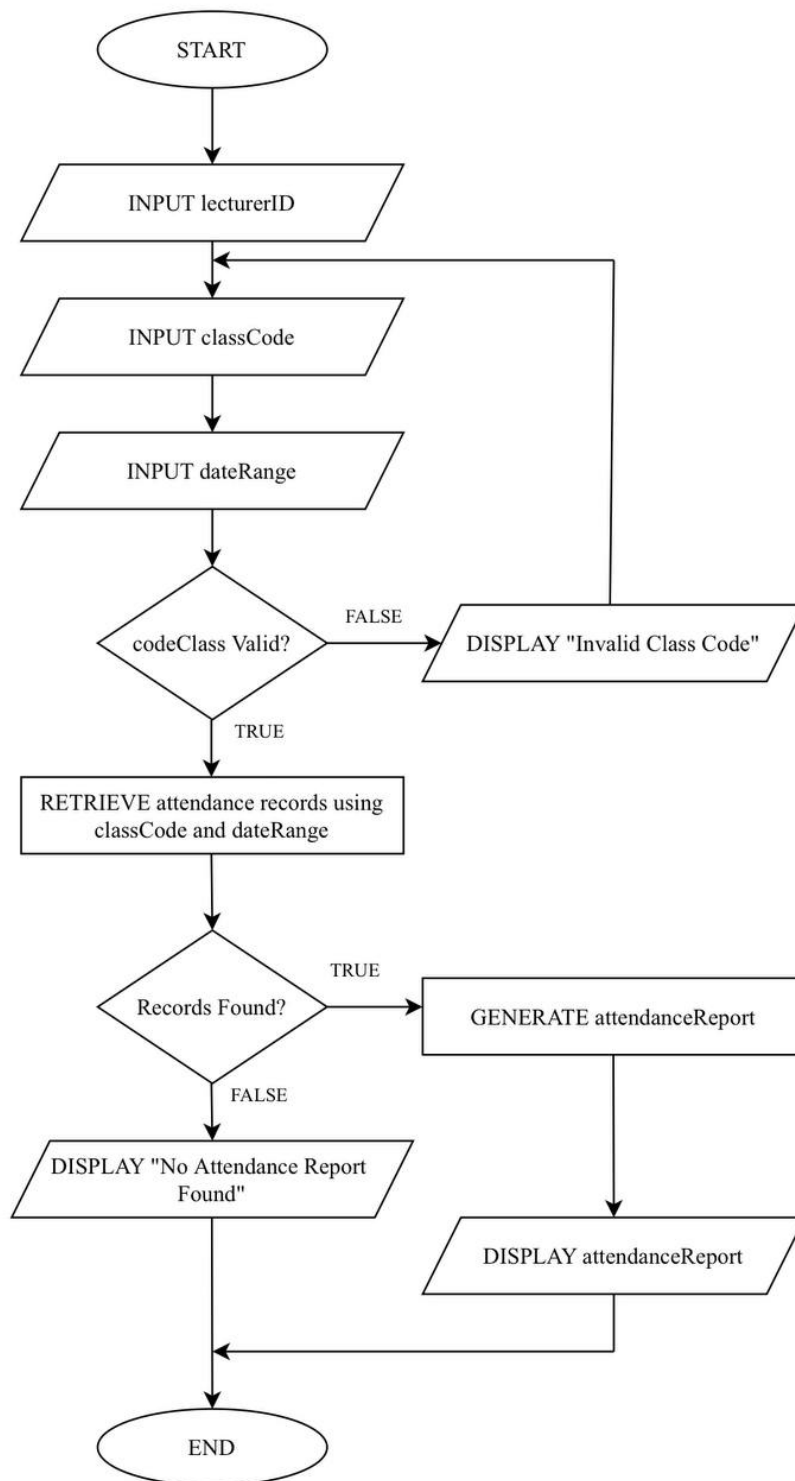 START
INPUT lecturerID
INPUT classCode
INPUT dateRange
codeClass Valid?
FALSE
DISPLAY "Invalid Class Code"
TRUE
RETRIEVE attendance records using
classCode and dateRange
Records Found?
TRUE
GENERATE attendanceReport
FALSE
DISPLAY "No Attendance Report
Found"
DISPLAY attendanceReport
END